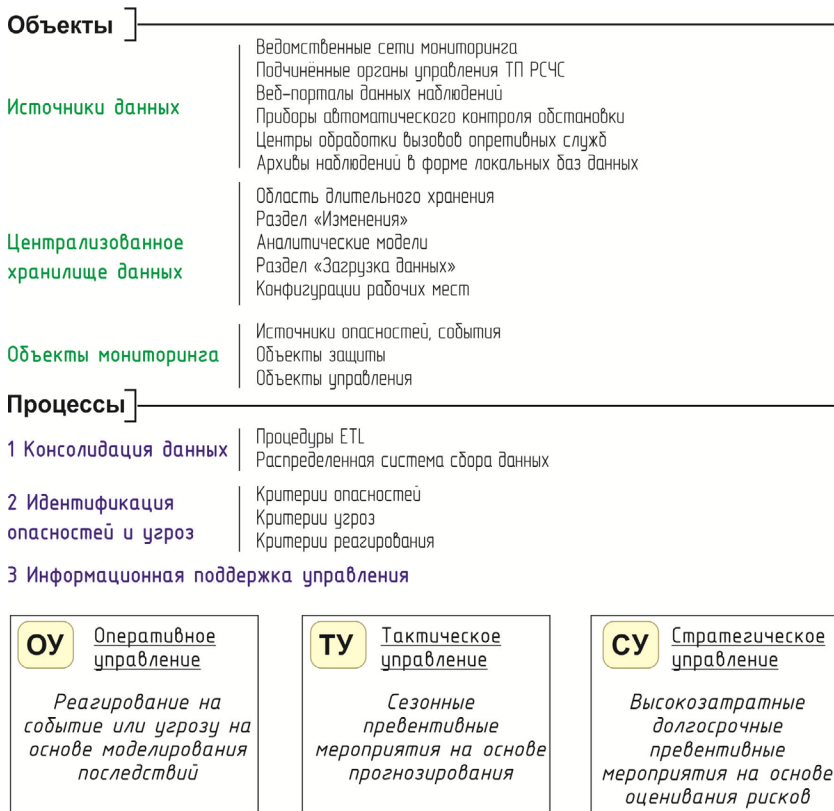 Объекты
Источники данных
Ведомственные сети мониторинга
Подчинённые органы управления ТП РСЧС
Веб-порталы данных наблюдений
Приборы автоматического контроля обстановки
Центры обработки вызовов опретивных служб
Архивы наблюдений в форме локальных баз данных
Централизованное
хранилище данных
Область длительного хранения
Раздел «Изменения»
Аналитические модели
Раздел «Загрузка данных»
Конфигурации рабочих мест
Объекты мониторинга
Источники опасностей, события
Объекты защиты
Объекты управления
Процессы
1 Консолидация данных
Процедуры ETL
Распределенная система сбора данных
2 Идентификация
опасностей и угроз
Критерии опасностей
Критерии угроз
Критерии реагирования
3 Информационная поддержка управления
ОУ
Оперативное
управление
Реагирование на
событие или угрозу на
основе моделирования
последствий
ТУ
Тактическое
управление
Сезонные
превентивные
мероприятия на основе
прогнозирования
СУ
Стратегическое
управление
Высокозатратные
долгосрочные
превентивные
мероприятия на основе
оценивания рисков